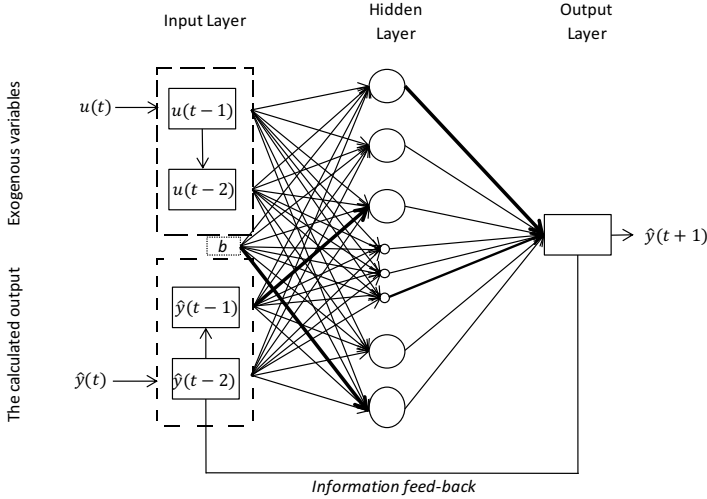 Input Layer
Hidden
Layer
Output
Layer
Exogenous variables
u(t)
u(t − 1)
u(t − 2)
b
The calculated output
ŷ(t)
ŷ(t − 1)
ŷ(t − 2)
ŷ(t + 1)
Information feed-back